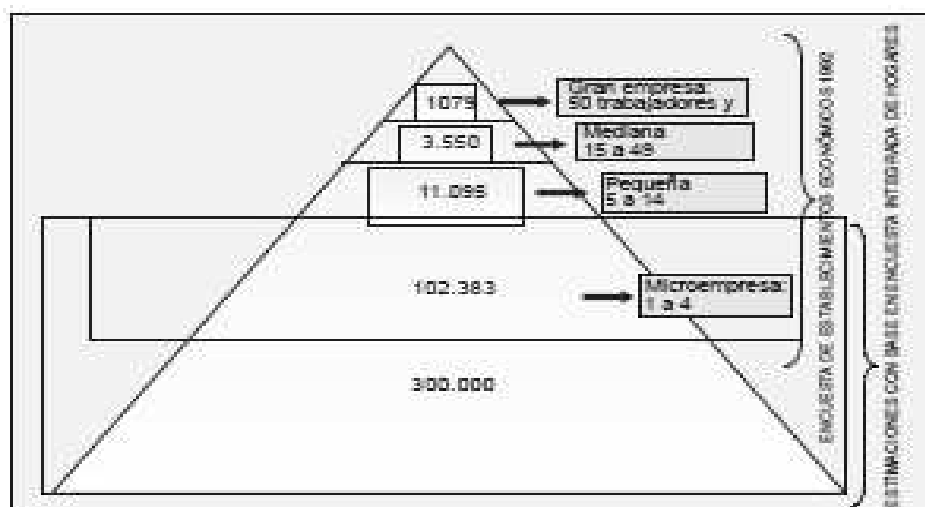 1079
Gran empresa:
50 trabajadores y
3.550
Mediana
15 a 49
11.095
Pequeña
5 a 14
102.383
Microempresa:
1 a 4
300.000
ENCUESTA DE ESTABLECIMIENTOS ECONÓMICOS 1992
ESTIMACIONES CON BASE EN ENCUESTA INTEGRADA DE HOGARES